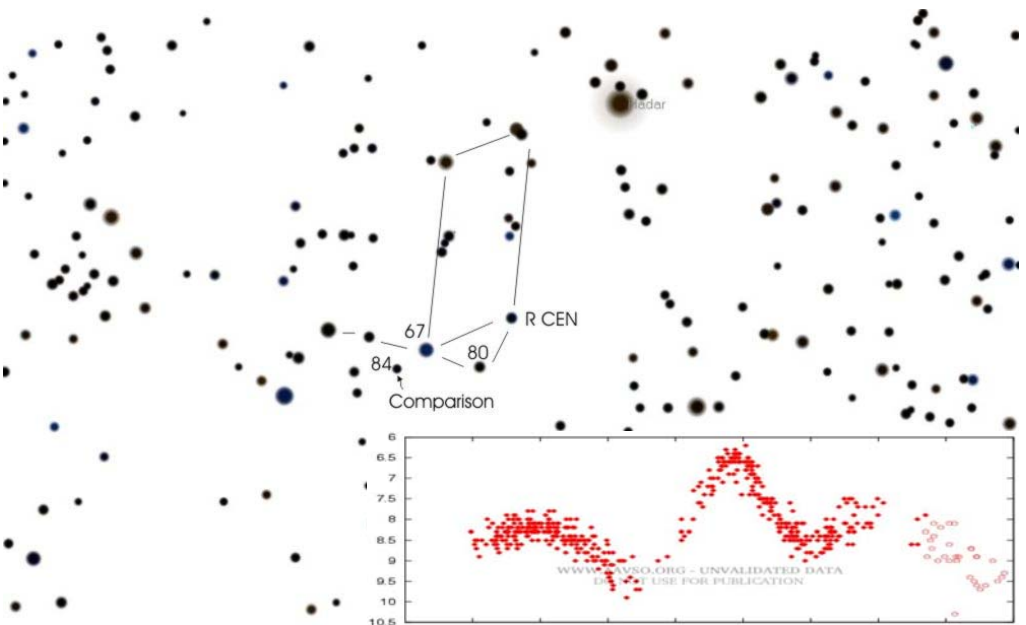 Hadar
67
R CEN
80
84
Comparison
6
6.5
7
7.5
8
8.5
9
9.5
10
10.5
WWW.AAVSO.ORG - UNVALIDATED DATA
DO NOT USE FOR PUBLICATION